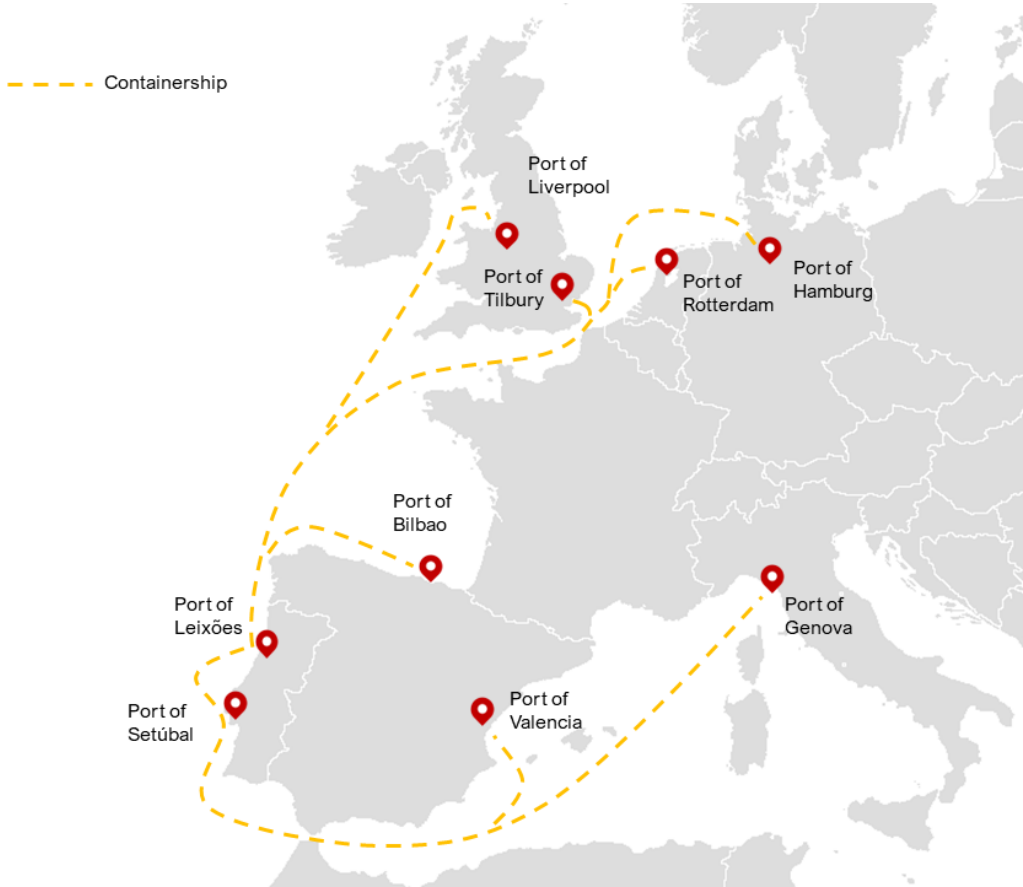 Containership
Port of
Liverpool
Port of
Tilbury
Port of
Rotterdam
Port of
Hamburg
Port of
Bilbao
Port of
Leixões
Port of
Genova
Port of
Setúbal
Port of
Valencia